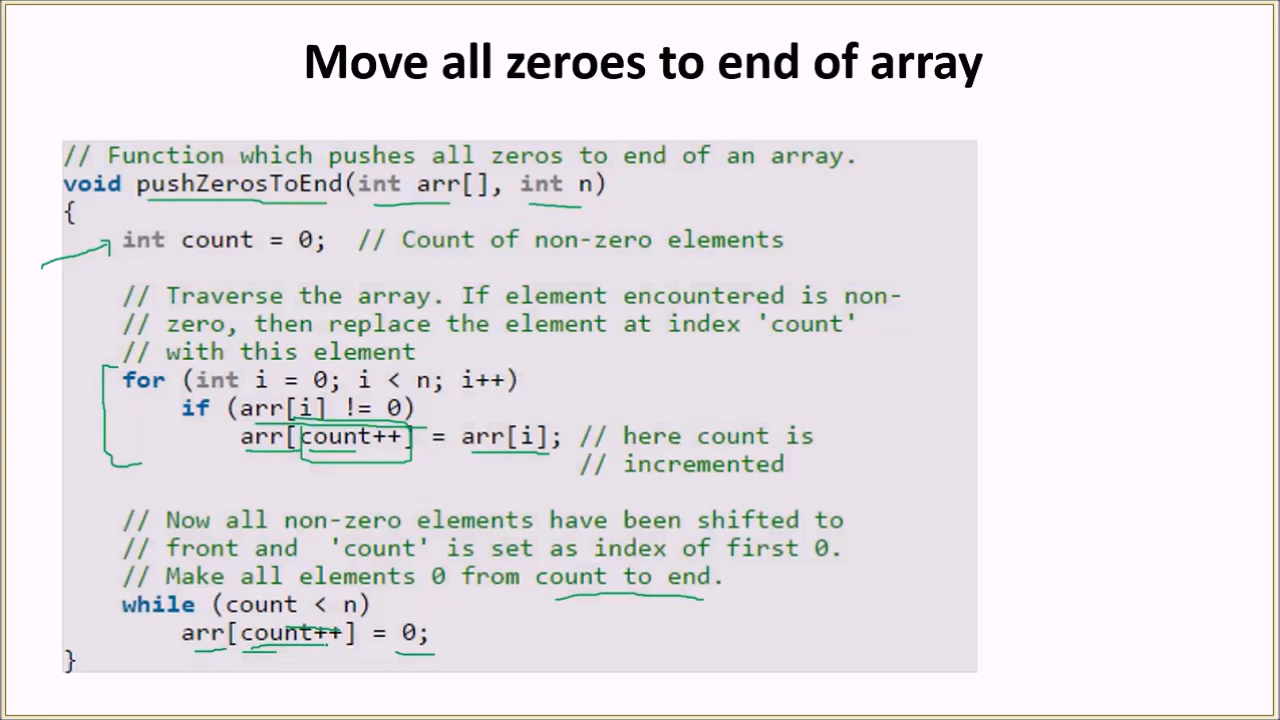 Move all zeroes to end of array
// Function which pushes all zeros to end of an array.
void pushZerosToEnd(int arr[], int n)
{
int count = 0; // Count of non-zero elements
// Traverse the array. If element encountered is non-
// zero, then replace the element at index 'count'
// with this element
for (int i = 0; i < n; i++)
if (arr[i] != 0)
arr[count++] = arr[i]; // here count is
// incremented
// Now all non-zero elements have been shifted to
// front and 'count' is set as index of first 0.
// Make all elements 0 from count to end.
while (count < n)
arr[count++] = 0;
}